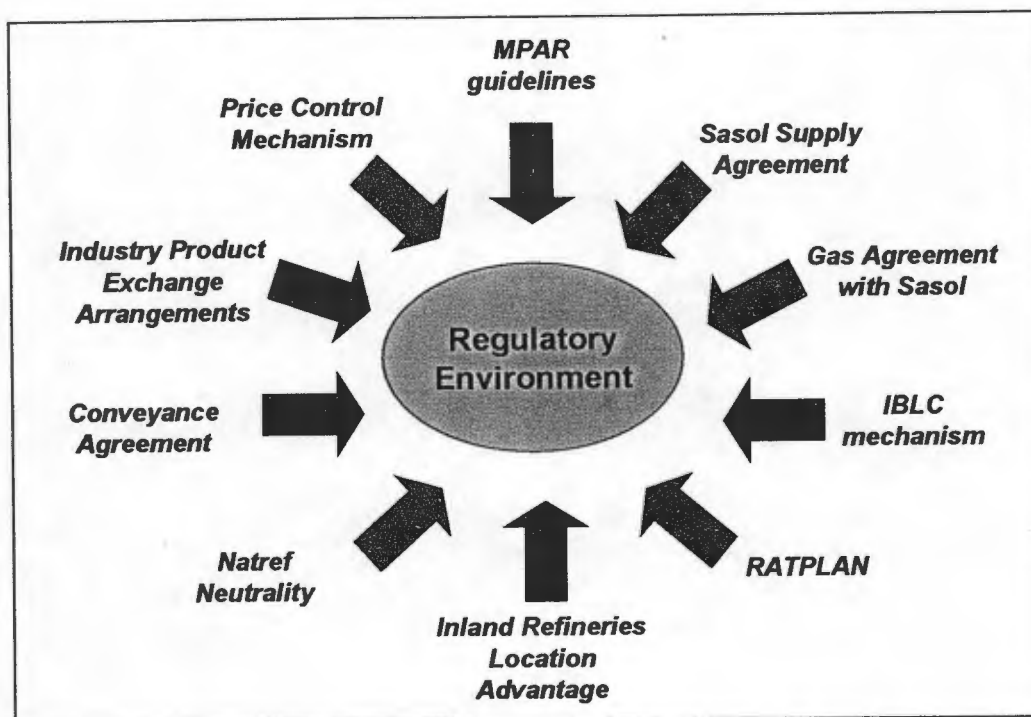 MPAR
guidelines
Price Control
Mechanism
Sasol Supply
Agreement
Industry Product
Exchange
Arrangements
Gas Agreement
with Sasol
Regulatory
Environment
Conveyance
Agreement
IBLC
mechanism
Natref
Neutrality
RATPLAN
Inland Refineries
Location
Advantage